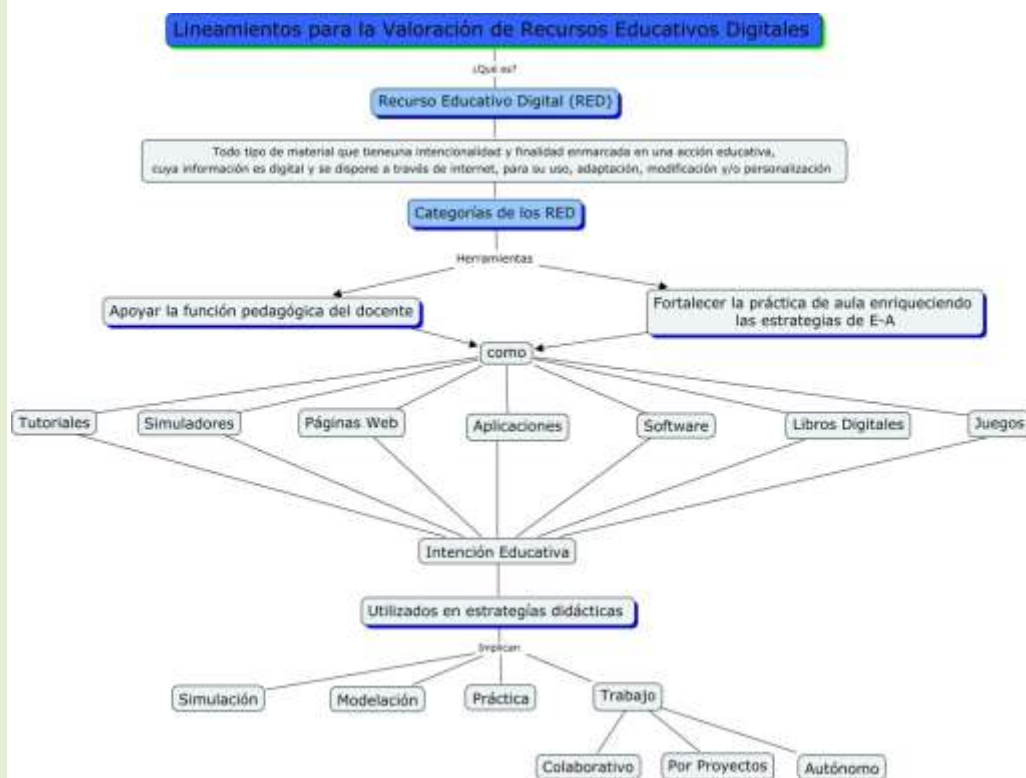 Lineamientos para la Valoración de Recursos Educativos Digitales
¿Qué es?
Recurso Educativo Digital (RED)
Todo tipo de material que tieneuna intencionalidad y finalidad enmarcada en una acción educativa,
cuya información es digital y se dispone a través de internet, para su uso, adaptación, modificación y/o personalización
Categorías de los RED
Herramientas
Apoyar la función pedagógica del docente
Fortalecer la práctica de aula enriqueciendo
las estrategias de E-A
como
Tutoriales
Simuladores
Páginas Web
Aplicaciones
Software
Libros Digitales
Juegos
Intención Educativa
Utilizados en estrategías didácticas
Implican
Simulación
Modelación
Práctica
Trabajo
Colaborativo
Por Proyectos
Autónomo